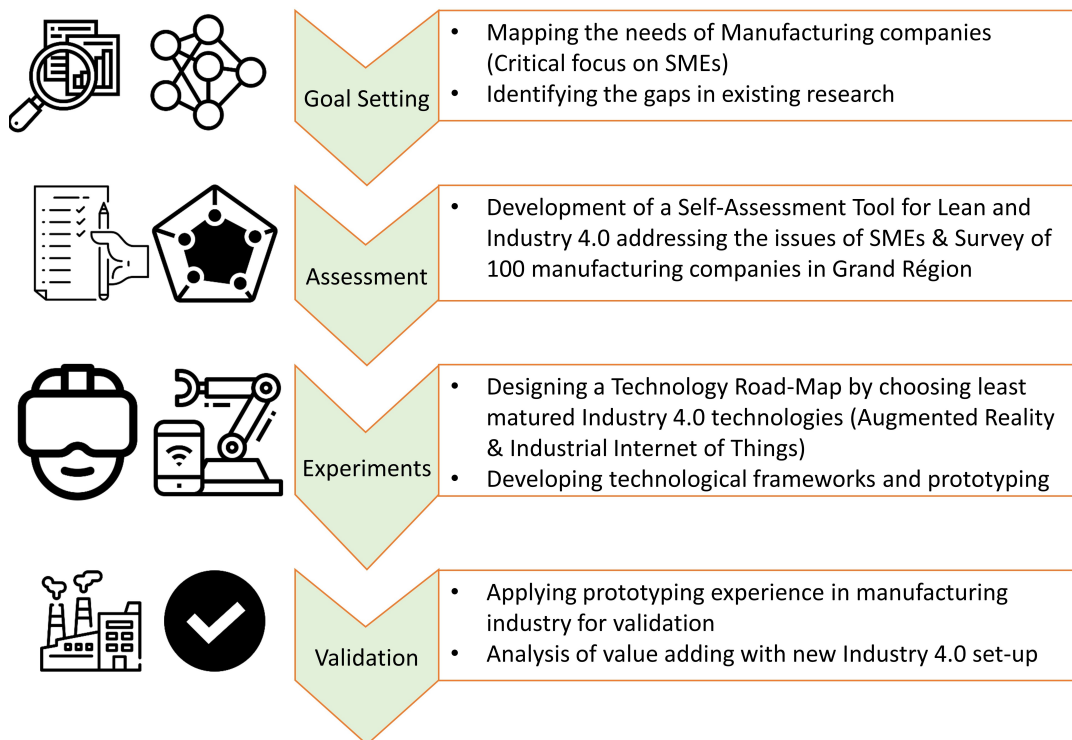 Goal Setting
• Mapping the needs of Manufacturing companies
(Critical focus on SMEs)
• Identifying the gaps in existing research
Assessment
• Development of a Self-Assessment Tool for Lean and
Industry 4.0 addressing the issues of SMEs & Survey of
100 manufacturing companies in Grand Région
Experiments
• Designing a Technology Road-Map by choosing least
matured Industry 4.0 technologies (Augmented Reality
& Industrial Internet of Things)
• Developing technological frameworks and prototyping
Validation
• Applying prototyping experience in manufacturing
industry for validation
• Analysis of value adding with new Industry 4.0 set-up